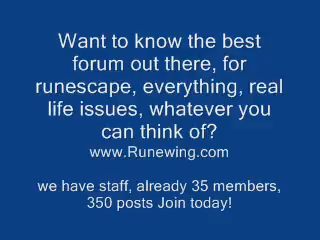 Want to know the best
forum out there, for
runescape, everything, real
life issues, whatever you
can think of?
www.Runewing.com
we have staff, already 35 members,
350 posts Join today!